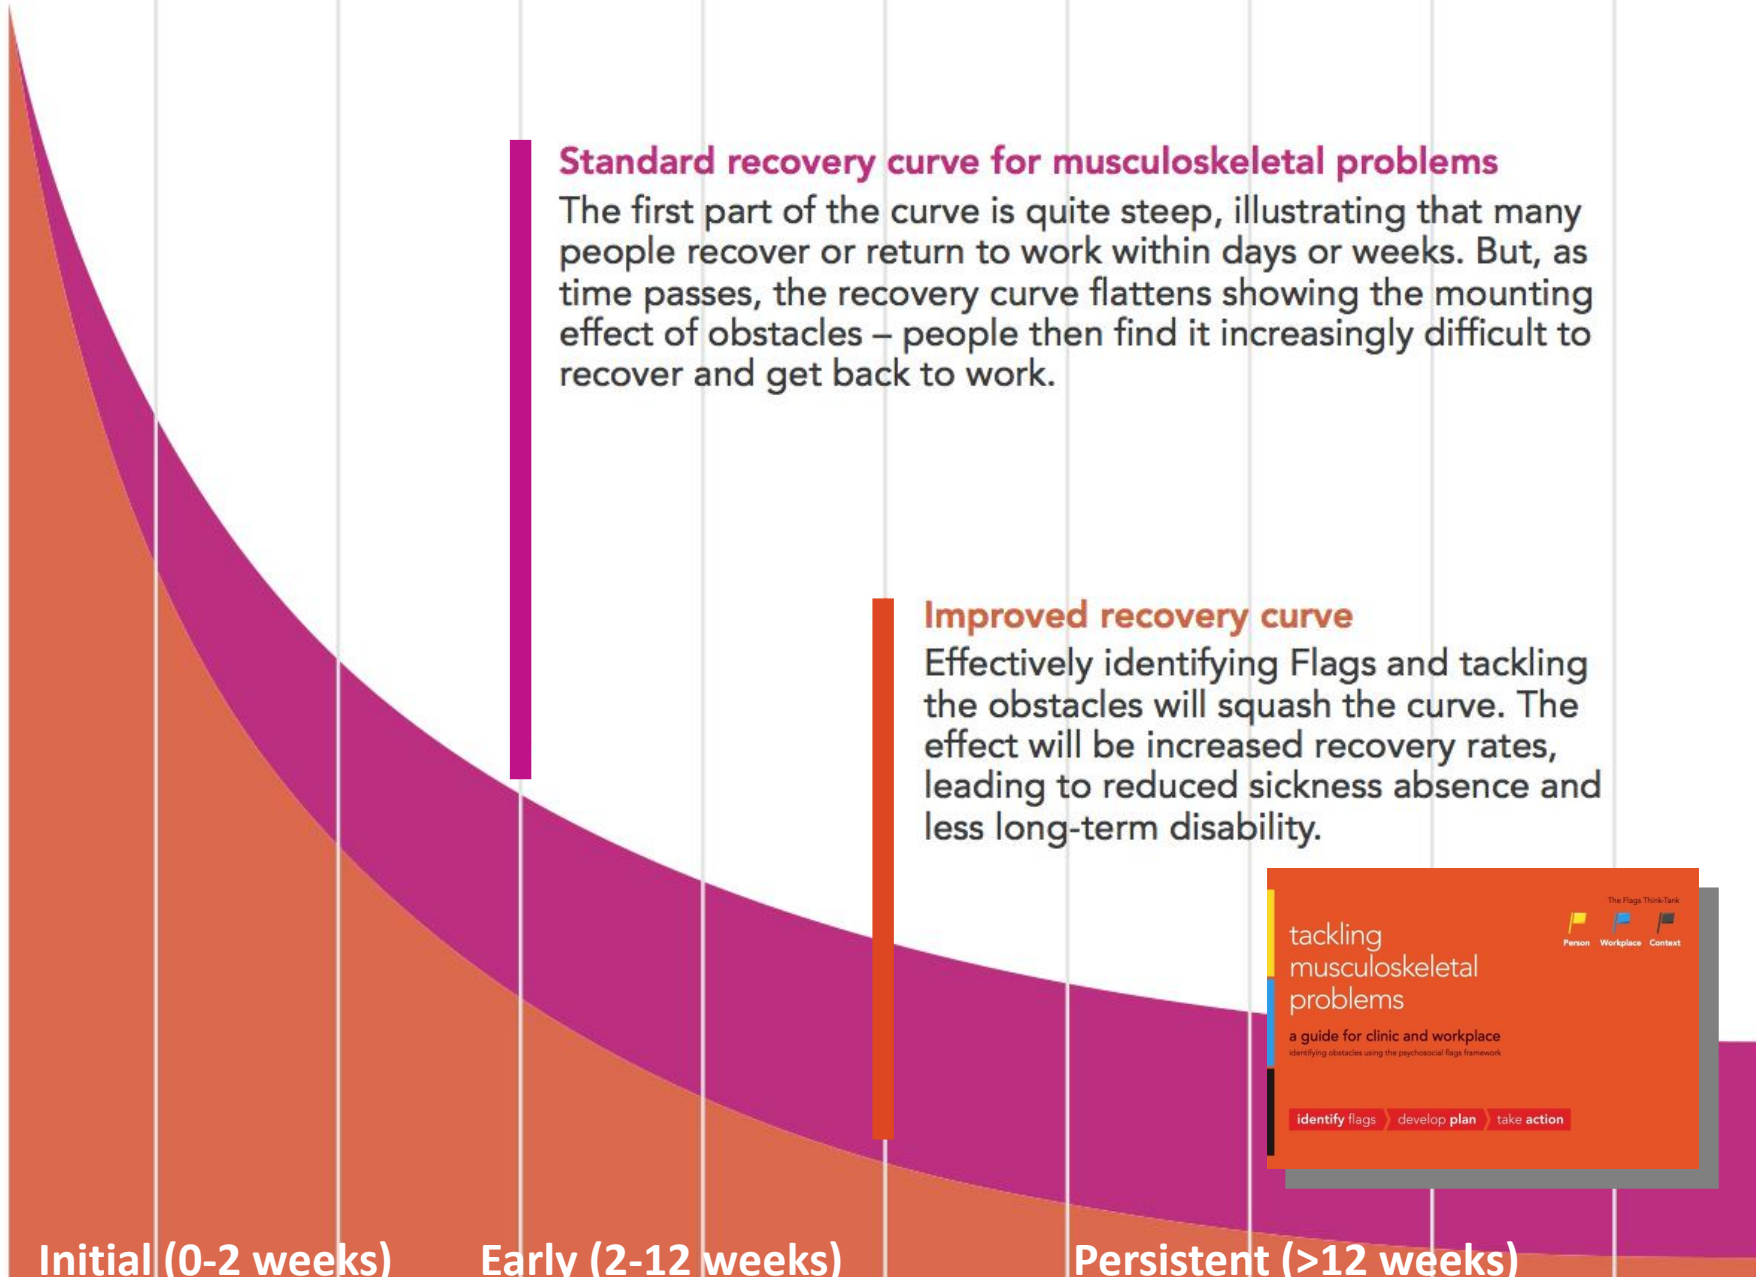 Standard recovery curve for musculoskeletal problems
The first part of the curve is quite steep, illustrating that many
people recover or return to work within days or weeks. But, as
time passes, the recovery curve flattens showing the mounting
effect of obstacles – people then find it increasingly difficult to
recover and get back to work.
Improved recovery curve
Effectively identifying Flags and tackling
the obstacles will squash the curve. The
effect will be increased recovery rates,
leading to reduced sickness absence and
less long-term disability.
The Flags Think-Tank
Person Workplace Context
tackling
musculoskeletal
problems
a guide for clinic and workplace
identifying obstacles using the psychosocial flags framework
identify flags develop plan take action
Initial (0-2 weeks) Early (2-12 weeks) Persistent (>12 weeks)